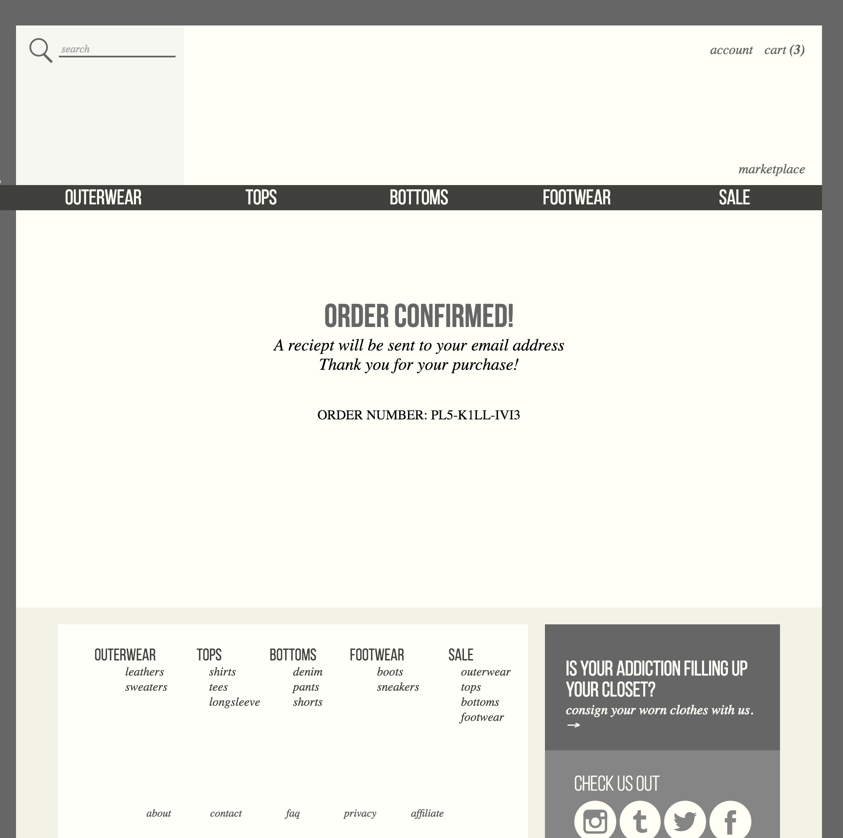 search
account cart (3)
marketplace
OUTERWEAR TOPS BOTTOMS FOOTWEAR SALE
ORDER CONFIRMED!
A reciept will be sent to your email address
Thank you for your purchase!
ORDER NUMBER: PL5-K1LL-IVI3
OUTERWEAR
leathers
sweaters
TOPS
shirts
tees
longsleeve
BOTTOMS
denim
pants
shorts
FOOTWEAR
boots
sneakers
SALE
outerwear
tops
bottoms
footwear
about contact faq privacy affiliate
IS YOUR ADDICTION FILLING UP
YOUR CLOSET?
consign your worn clothes with us.
→
CHECK US OUT